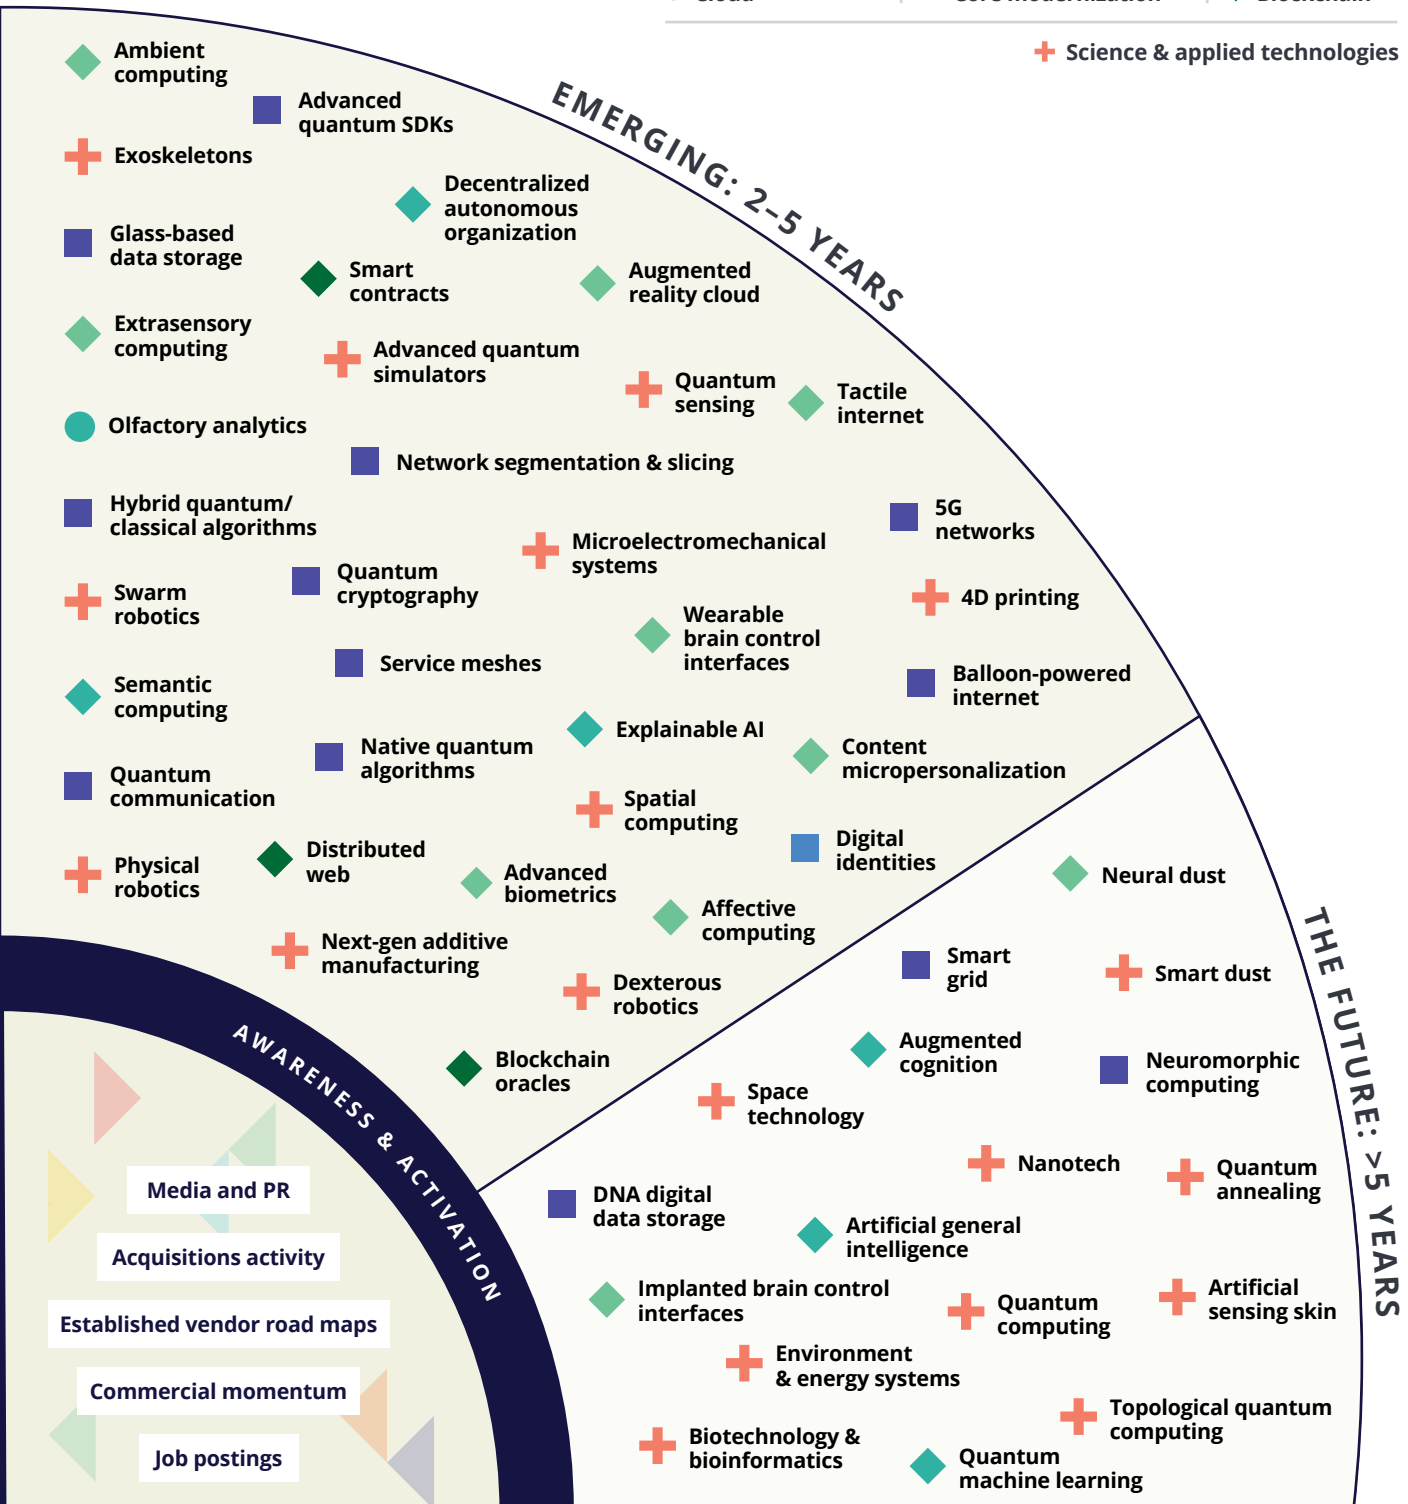 Cloud
Core modernization
Blockchain
Science & applied technologies
EMERGING: 2–5 YEARS
Ambient
computing
Advanced
quantum SDKs
Exoskeletons
Decentralized
autonomous
organization
Glass-based
data storage
Smart
contracts
Augmented
reality cloud
Extrasensory
computing
Advanced quantum
simulators
Quantum
sensing
Tactile
internet
Olfactory analytics
Network segmentation & slicing
Hybrid quantum/
classical algorithms
5G
networks
Microelectromechanical
systems
Quantum
cryptography
Swarm
robotics
4D printing
Wearable
brain control
interfaces
Service meshes
Balloon-powered
internet
Semantic
computing
Explainable AI
Native quantum
algorithms
Content
micropersonalization
Quantum
communication
Spatial
computing
Digital
identities
Distributed
web
Physical
robotics
Advanced
biometrics
Affective
computing
Next-gen additive
manufacturing
Dexterous
robotics
Blockchain
oracles
THE FUTURE: >5 YEARS
Neural dust
Smart
grid
Smart dust
Augmented
cognition
Neuromorphic
computing
Space
technology
Nanotech
Quantum
annealing
DNA digital
data storage
Artificial general
intelligence
Implanted brain control
interfaces
Quantum
computing
Artificial
sensing skin
Environment
& energy systems
Topological quantum
computing
Biotechnology &
bioinformatics
Quantum
machine learning
AWARENESS & ACTIVATION
Media and PR
Acquisitions activity
Established vendor road maps
Commercial momentum
Job postings